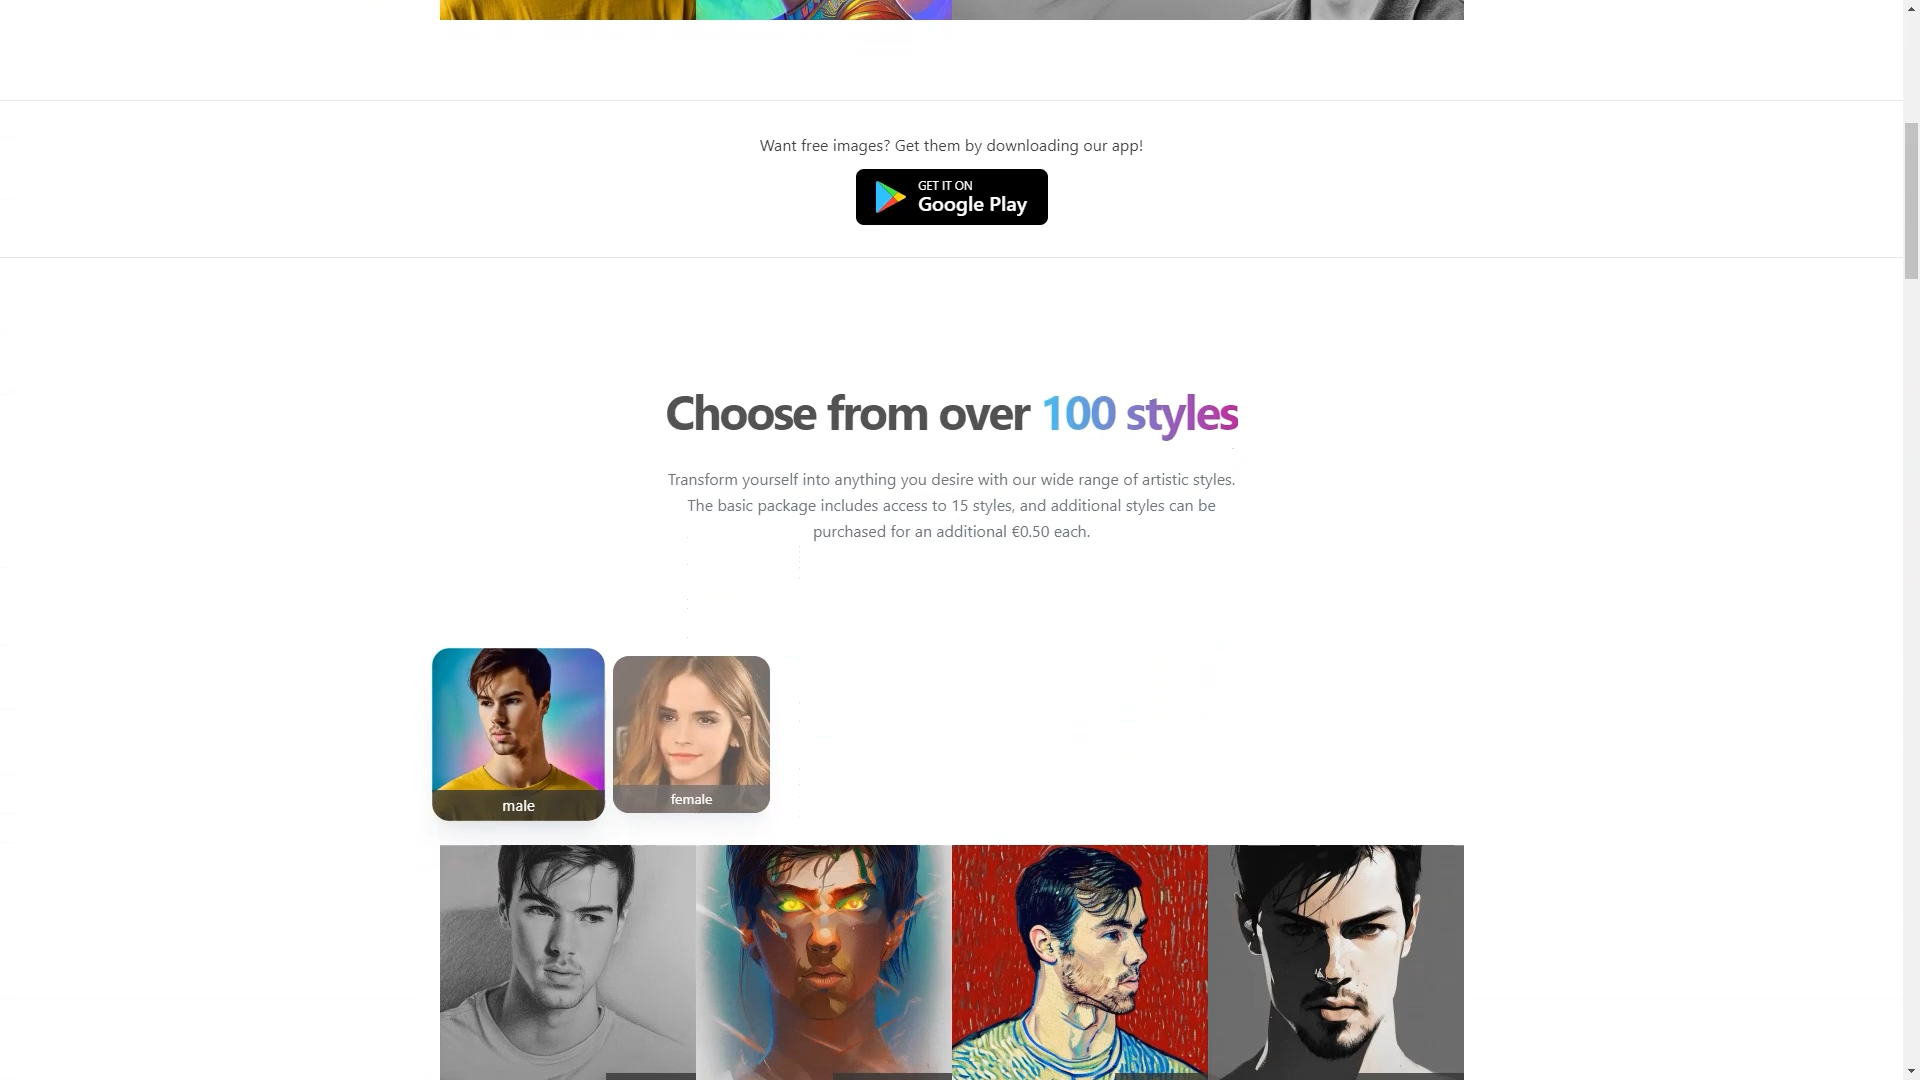 Want free images? Get them by downloading our app!
GET IT ON
Google Play
Choose from over 100 styles
Transform yourself into anything you desire with our wide range of artistic styles.
The basic package includes access to 15 styles, and additional styles can be
purchased for an additional €0.50 each.
male
female